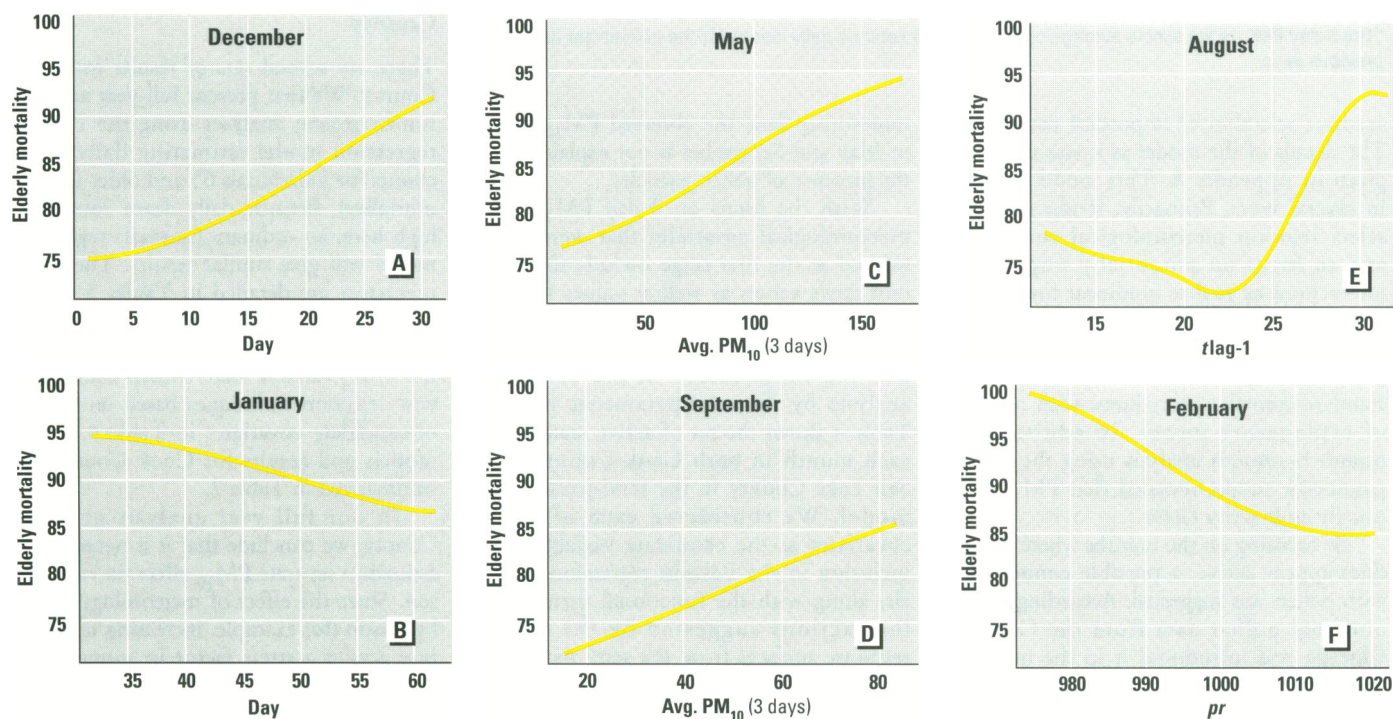 December
Elderly mortality
100
95
90
85
80
75
0 5 10 15 20 25 30
Day
A
May
Elderly mortality
100
95
90
85
80
75
50 100 150
Avg. PM10 (3 days)
C
August
Elderly mortality
100
95
90
85
80
75
15 20 25 30
tlag-1
E
January
Elderly mortality
100
95
90
85
80
75
35 40 45 50 55 60
Day
B
September
Elderly mortality
100
95
90
85
80
75
20 40 60 80
Avg. PM10 (3 days)
D
February
Elderly mortality
100
95
90
85
80
75
980 990 1000 1010 1020
pr
F